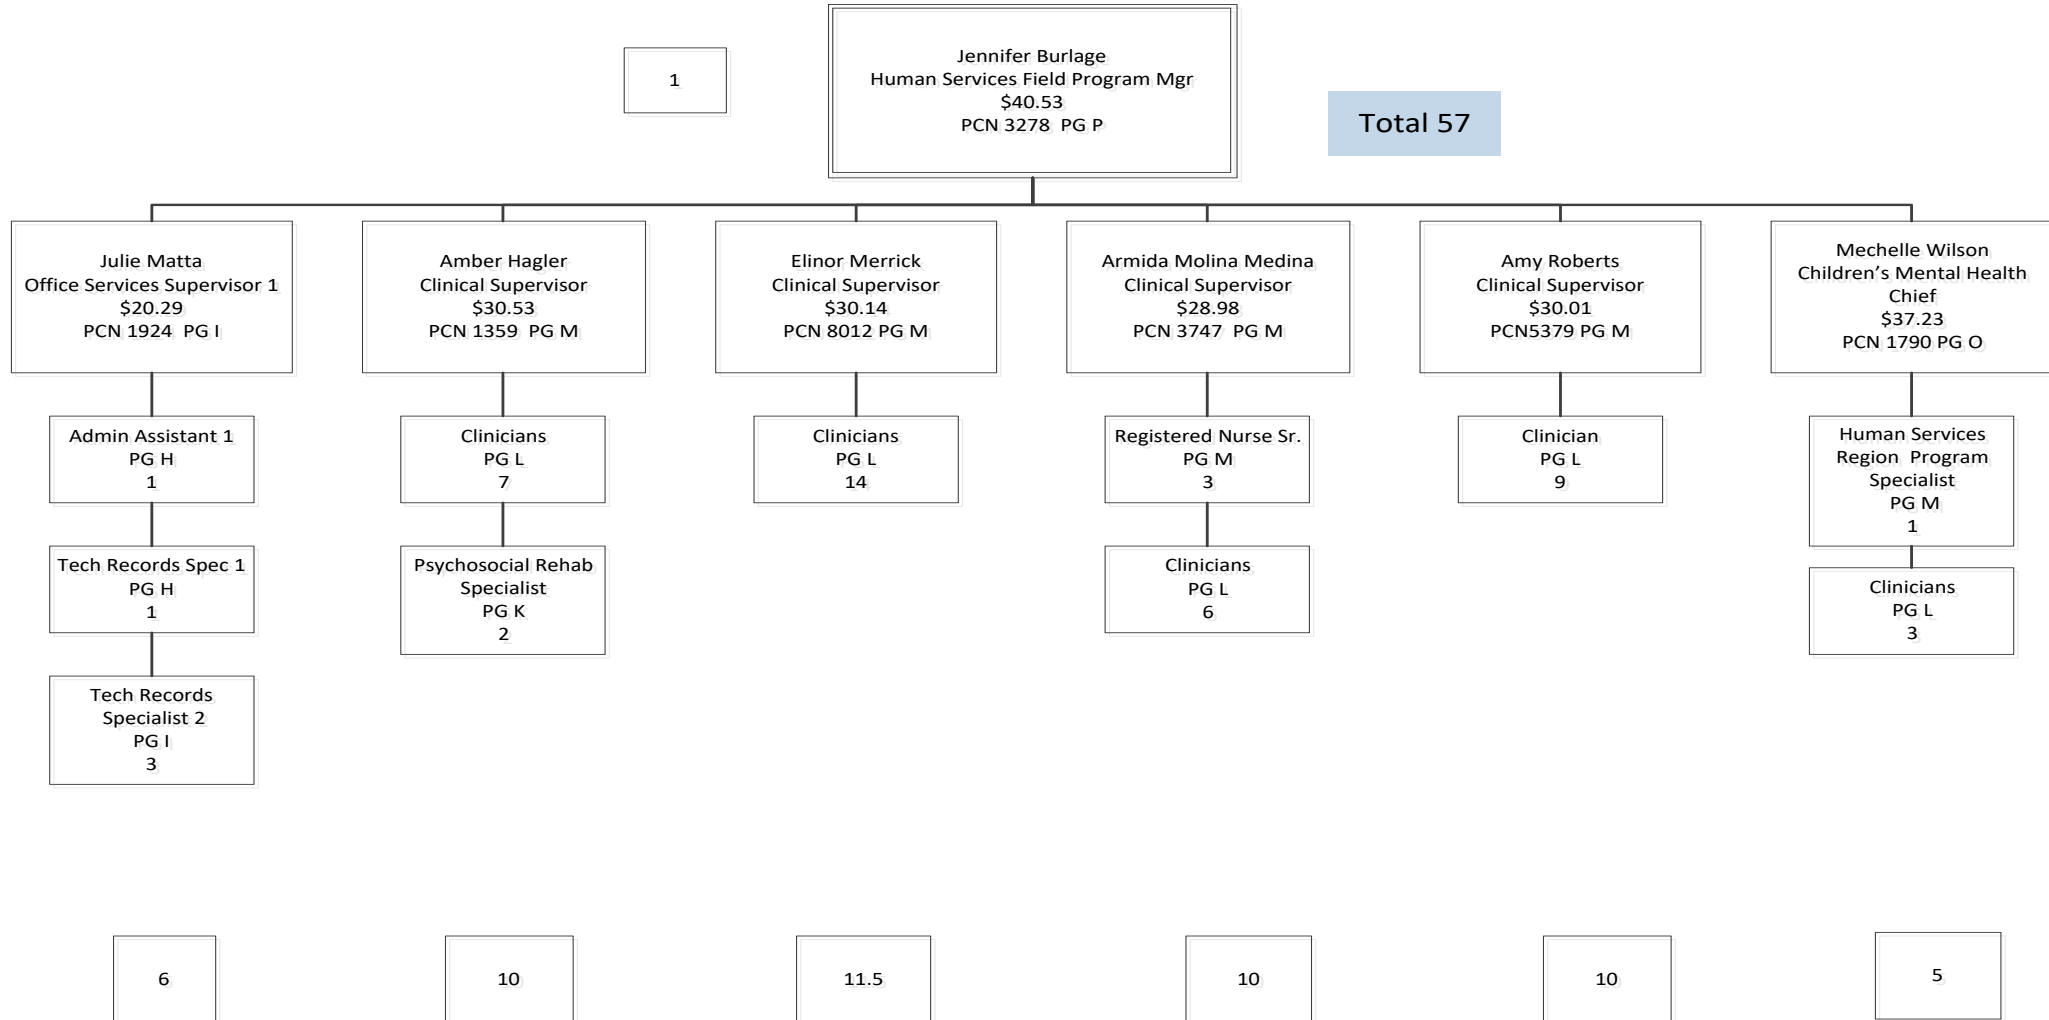 1
Jennifer Burlage
Human Services Field Program Mgr
$40.53
PCN 3278 PG P
Total 57
Julie Matta
Office Services Supervisor 1
$20.29
PCN 1924 PG I
Amber Hagler
Clinical Supervisor
$30.53
PCN 1359 PG M
Elinor Merrick
Clinical Supervisor
$30.14
PCN 8012 PG M
Armida Molina Medina
Clinical Supervisor
$28.98
PCN 3747 PG M
Amy Roberts
Clinical Supervisor
$30.01
PCN5379 PG M
Mechelle Wilson
Children’s Mental Health
Chief
$37.23
PCN 1790 PG O
Admin Assistant 1
PG H
1
Clinicians
PG L
7
Clinicians
PG L
14
Registered Nurse Sr.
PG M
3
Clinician
PG L
9
Human Services
Region Program
Specialist
PG M
1
Tech Records Spec 1
PG H
1
Psychosocial Rehab
Specialist
PG K
2
Clinicians
PG L
6
Clinicians
PG L
3
Tech Records
Specialist 2
PG I
3
6
10
11.5
10
10
5